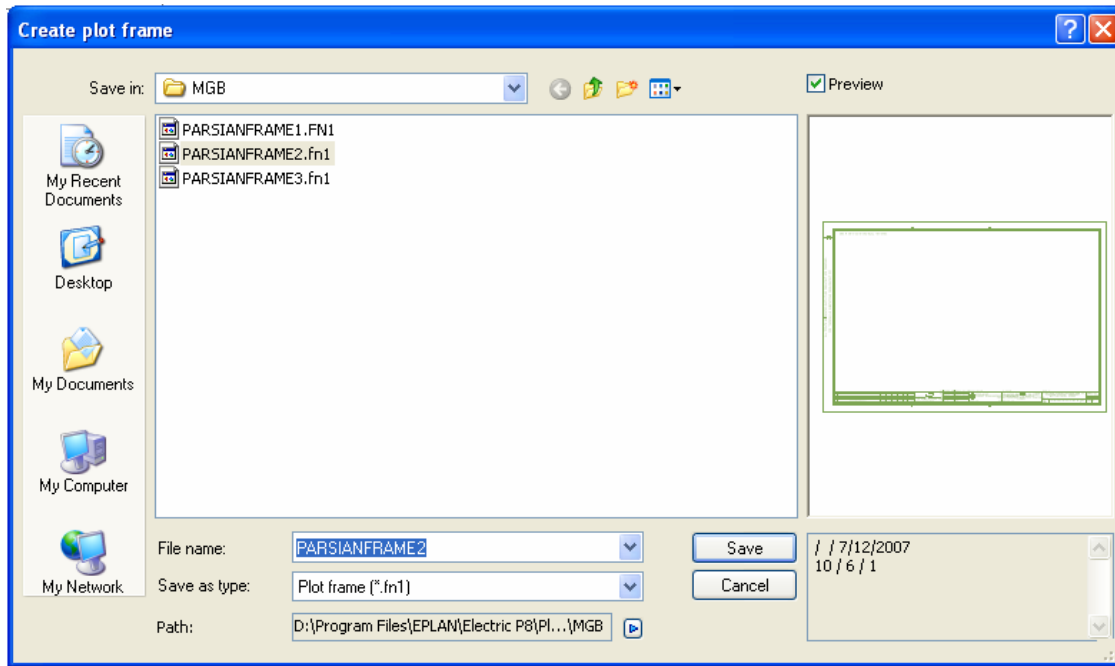 Create plot frame
Save in:
MGB
Preview
My Recent
Documents
Desktop
My Documents
My Computer
My Network
PARSIANFRAME1.FN1
PARSIANFRAME2.fn1
PARSIANFRAME3.fn1
File name:
PARSIANFRAME2
Save
Save as type:
Plot frame (*.fn1)
Cancel
Path:
D:\Program Files\EPLAN\Electric P8\Pl...\MGB
/ / 7/12/2007
10 / 6 / 1